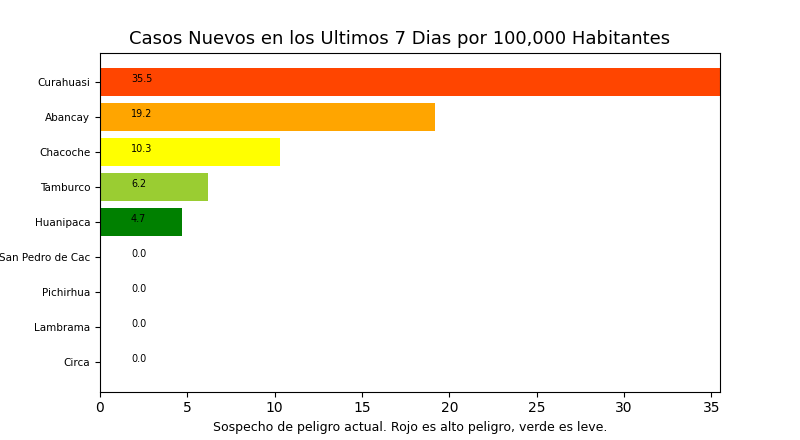 Casos Nuevos en los Ultimos 7 Dias por 100,000 Habitantes
Curahuasi 35.5
Abancay 19.2
Chacoche 10.3
Tamburco 6.2
Huanipaca 4.7
San Pedro de Cac 0.0
Pichirhua 0.0
Lambrama 0.0
Circa 0.0
0 5 10 15 20 25 30 35
Sospecho de peligro actual. Rojo es alto peligro, verde es leve.